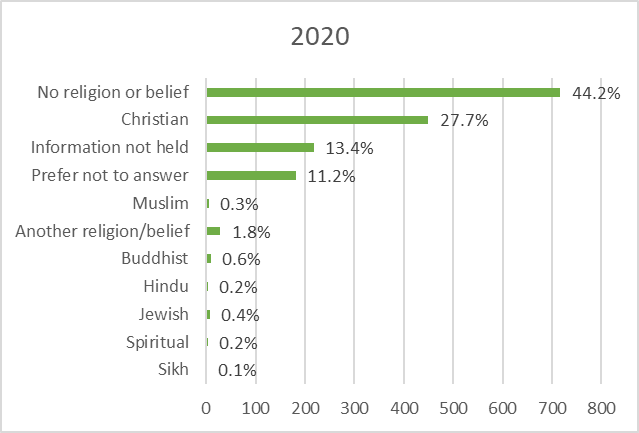 2020
No religion or belief 44.2%
Christian 27.7%
Information not held 13.4%
Prefer not to answer 11.2%
Muslim 0.3%
Another religion/belief 1.8%
Buddhist 0.6%
Hindu 0.2%
Jewish 0.4%
Spiritual 0.2%
Sikh 0.1%
0 100 200 300 400 500 600 700 800